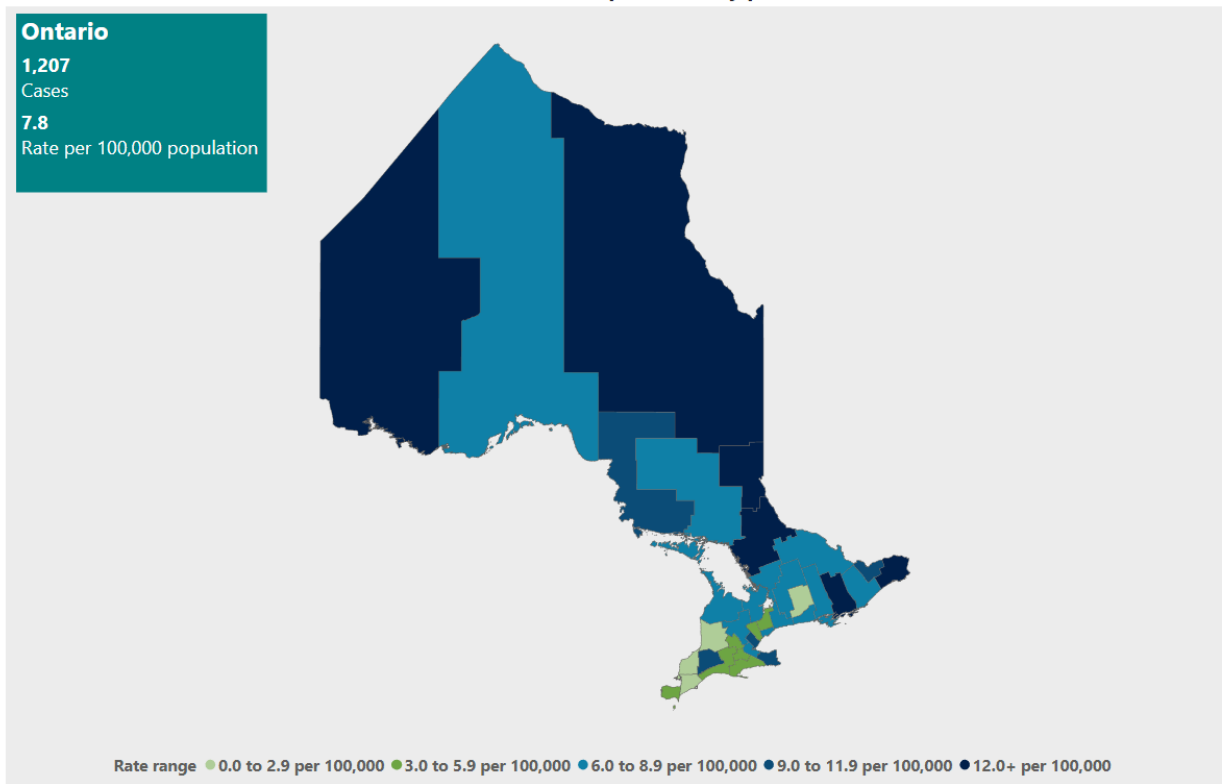 Ontario
1,207
Cases
7.8
Rate per 100,000 population
Rate range 0.0 to 2.9 per 100,000 3.0 to 5.9 per 100,000 6.0 to 8.9 per 100,000 9.0 to 11.9 per 100,000 12.0+ per 100,000